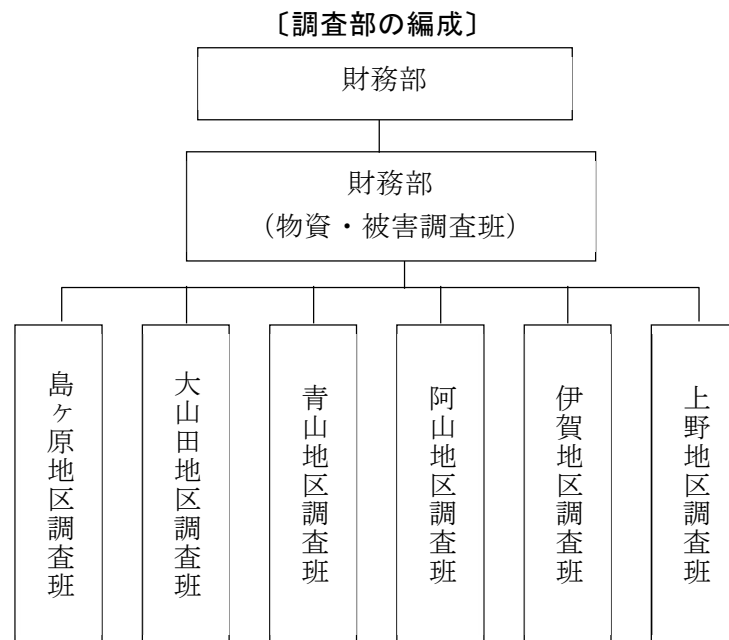 〔調査部の編成〕
財務部
財務部
（物資・被害調査班）
上野地区調査班
伊賀地区調査班
阿山地区調査班
青山地区調査班
大山田地区調査班
島ヶ原地区調査班